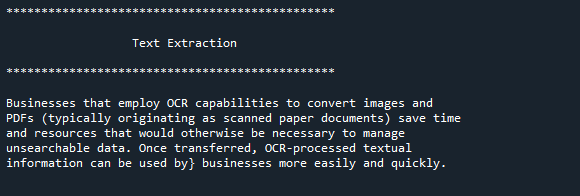 ***********************************************
Text Extraction
***********************************************
Businesses that employ OCR capabilities to convert images and
PDFs (typically originating as scanned paper documents) save time
and resources that would otherwise be necessary to manage
unsearchable data. Once transferred, OCR-processed textual
information can be used by} businesses more easily and quickly.